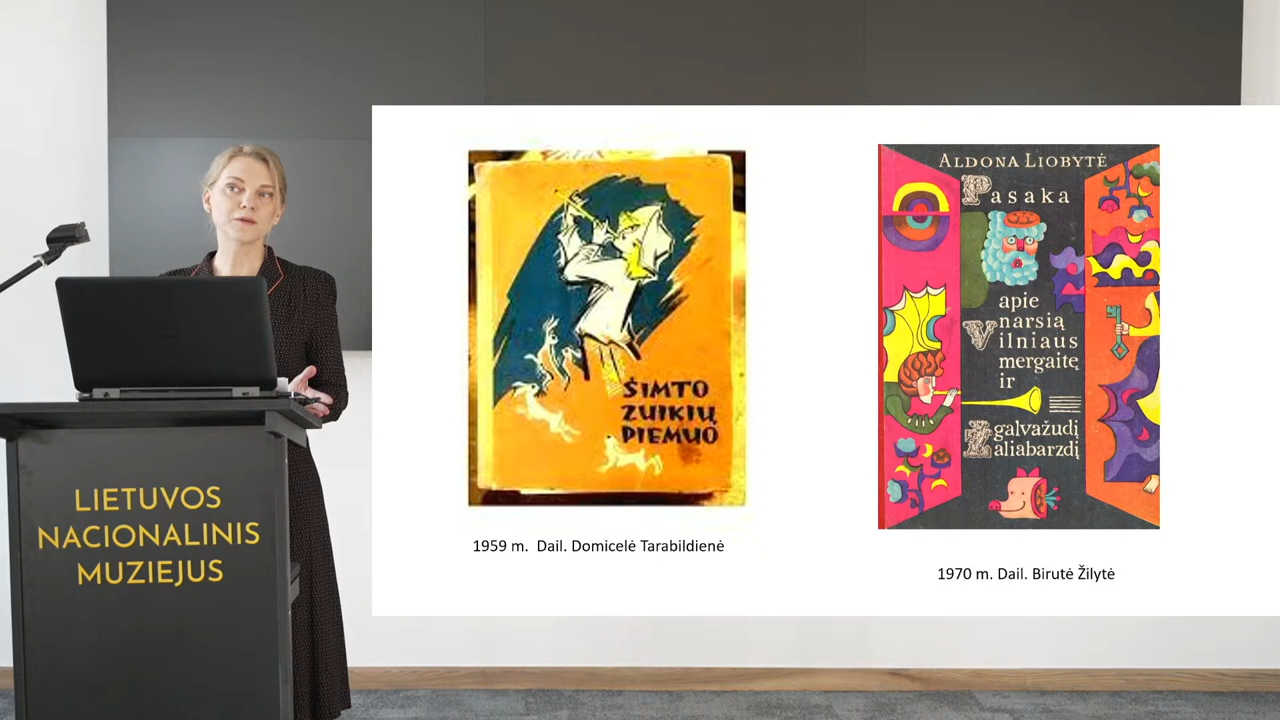 LIETUVOS
NACIONALINIS
MUZIEJUS
ŠIMTO
ZUIKIŲ
PIEMUO
1959 m. Dail. Domicelė Tarabildienė
ALDONA LIOBYTĖ
Pasaka
apie
narsią
Vilniaus
mergaitę
ir
galvažudį
Žaliabarzdį
1970 m. Dail. Birutė Žilytė